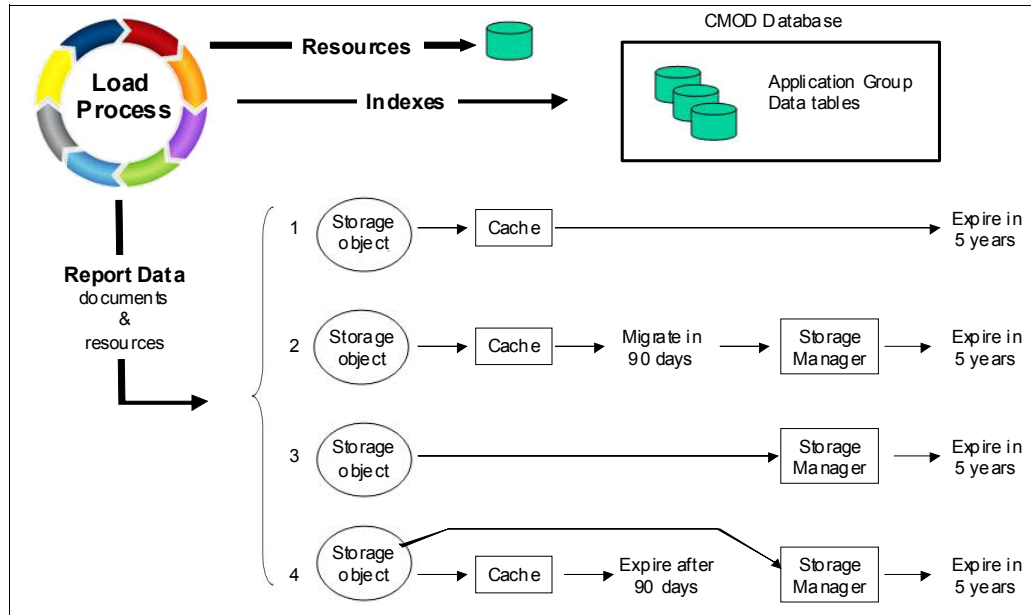 Load
Process
Resources
Indexes
CMOD Database
Application Group
Data tables
Report Data
documents
&
resources
1
Storage
object
Cache
Expire in
5 years
2
Storage
object
Cache
Migrate in
90 days
Storage
Manager
Expire in
5 years
3
Storage
object
Storage
Manager
Expire in
5 years
4
Storage
object
Cache
Expire after
90 days
Storage
Manager
Expire in
5 years